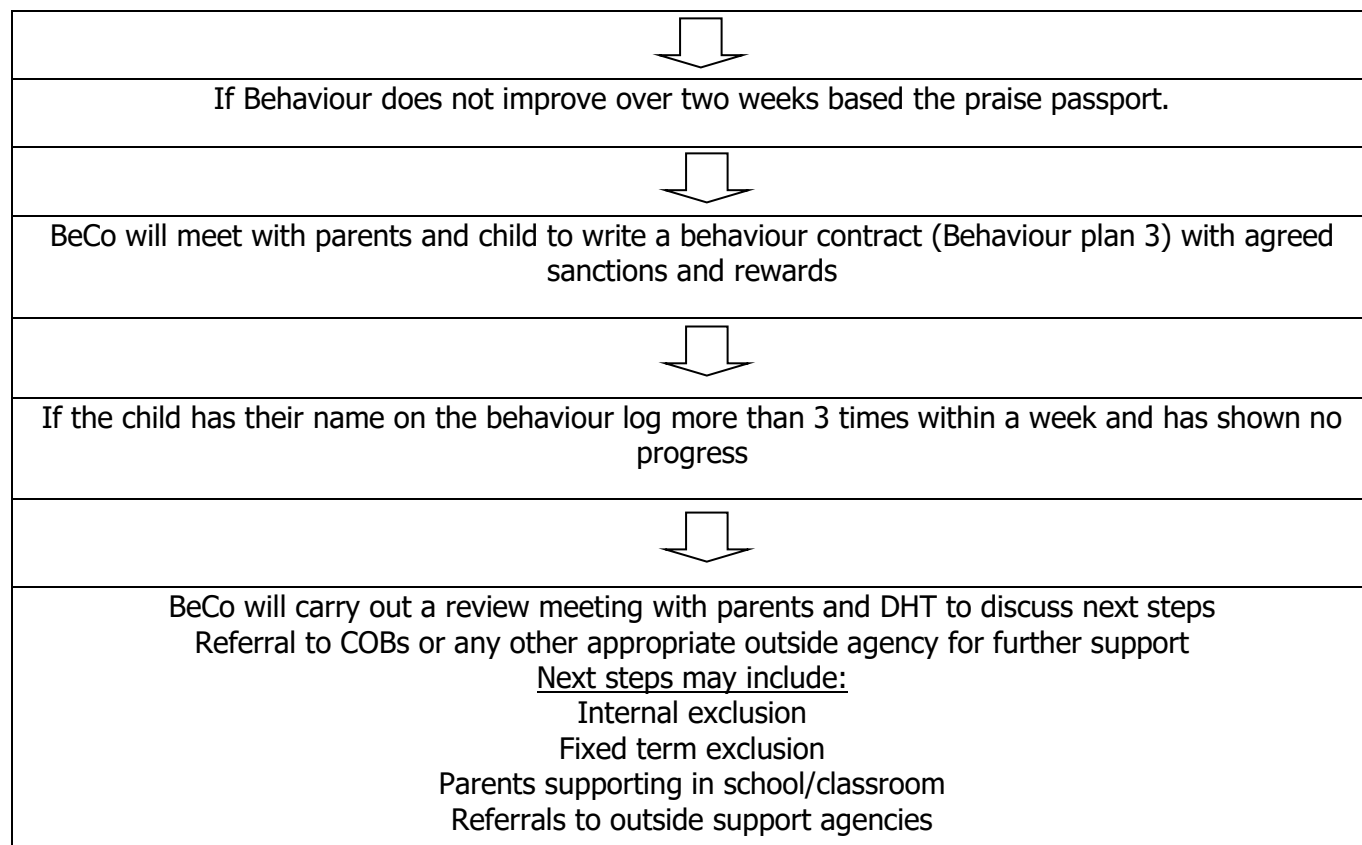 If Behaviour does not improve over two weeks based the praise passport.
BeCo will meet with parents and child to write a behaviour contract (Behaviour plan 3) with agreed
sanctions and rewards
If the child has their name on the behaviour log more than 3 times within a week and has shown no
progress
BeCo will carry out a review meeting with parents and DHT to discuss next steps
Referral to COBs or any other appropriate outside agency for further support
Next steps may include:
Internal exclusion
Fixed term exclusion
Parents supporting in school/classroom
Referrals to outside support agencies